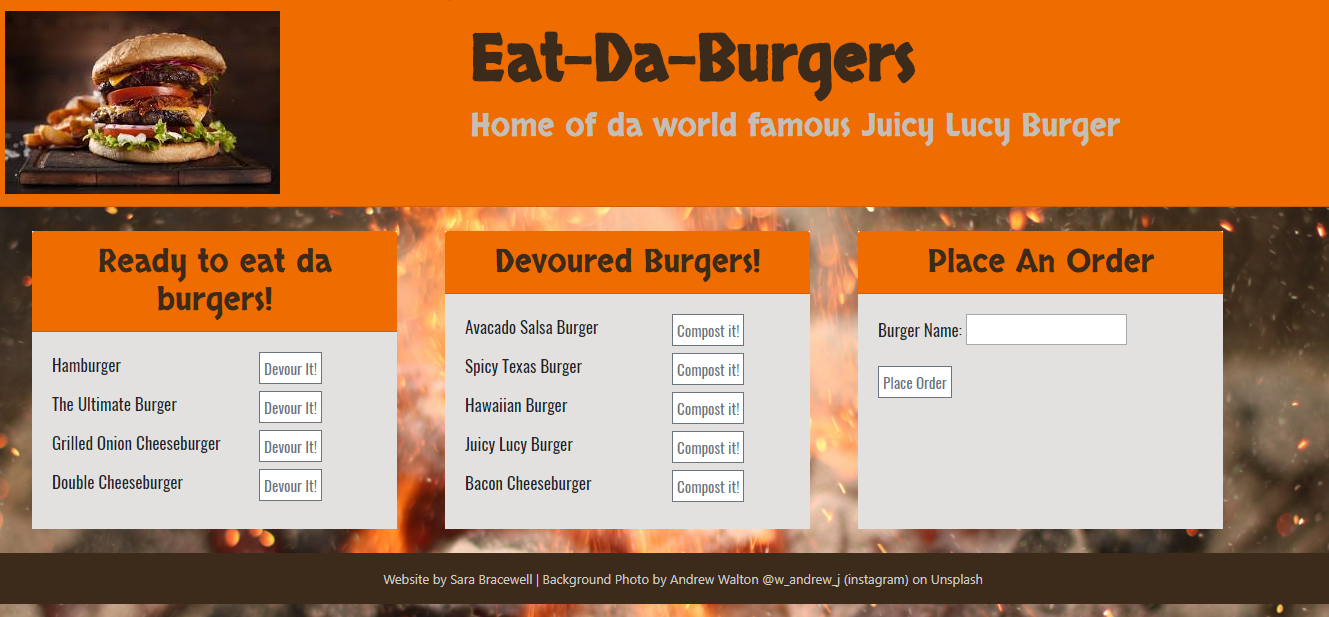 Eat-Da-Burgers
Home of da world famous Juicy Lucy Burger
Ready to eat da
burgers!
Hamburger Devour It!
The Ultimate Burger Devour It!
Grilled Onion Cheeseburger Devour It!
Double Cheeseburger Devour It!
Devoured Burgers!
Avacado Salsa Burger Compost it!
Spicy Texas Burger Compost it!
Hawaiian Burger Compost it!
Juicy Lucy Burger Compost it!
Bacon Cheeseburger Compost it!
Place An Order
Burger Name:
Place Order
Website by Sara Bracewell | Background Photo by Andrew Walton @w_andrew_j (instagram) on Unsplash